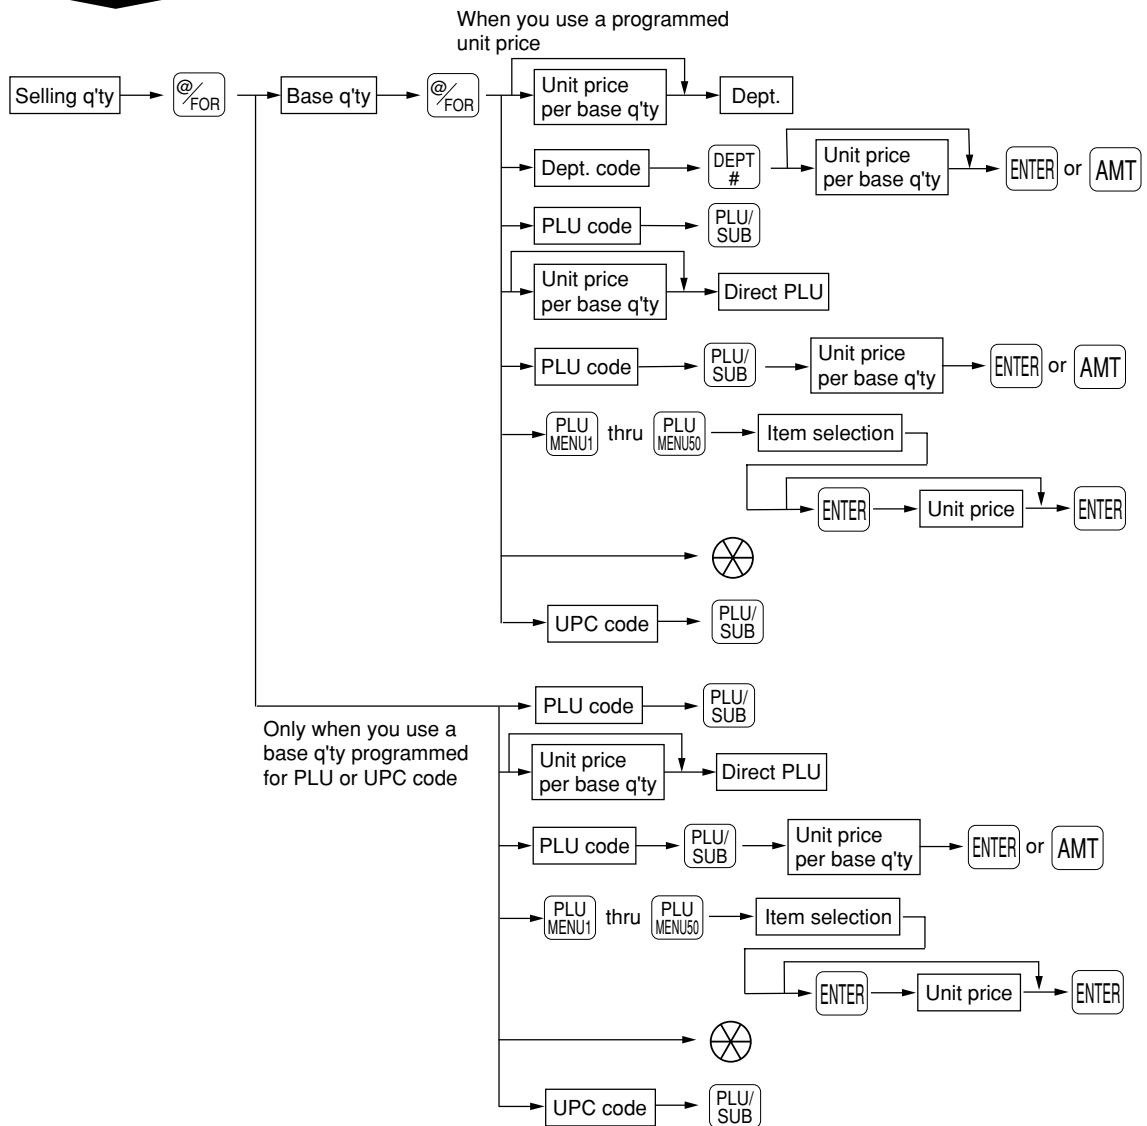 When you use a programmed
unit price
Selling q'ty
@/FOR
Base q'ty
@/FOR
Unit price
per base q'ty
Dept.
Dept. code
DEPT
#
Unit price
per base q'ty
ENTER or AMT
PLU code
PLU/
SUB
Unit price
per base q'ty
Direct PLU
PLU code
PLU/
SUB
Unit price
per base q'ty
ENTER or AMT
PLU
MENU1
thru
PLU
MENU50
Item selection
ENTER
Unit price
ENTER
UPC code
PLU/
SUB
PLU code
PLU/
SUB
Only when you use a
base q'ty programmed
for PLU or UPC code
Unit price
per base q'ty
Direct PLU
PLU code
PLU/
SUB
Unit price
per base q'ty
ENTER or AMT
PLU
MENU1
thru
PLU
MENU50
Item selection
ENTER
Unit price
ENTER
UPC code
PLU/
SUB